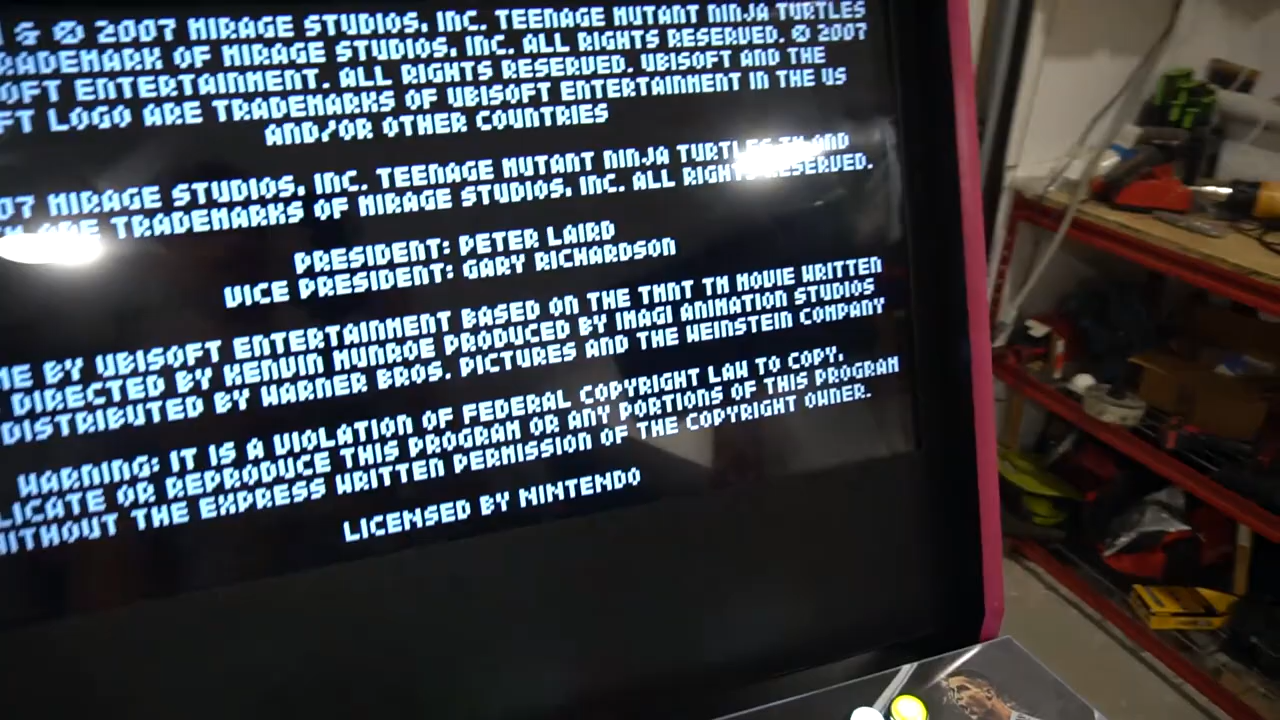 & © 2007 MIRAGE STUDIOS, INC. TEENAGE MUTANT NINJA TURTLES
TRADEMARK OF MIRAGE STUDIOS, INC. ALL RIGHTS RESERVED. © 2007
OFT ENTERTAINMENT. ALL RIGHTS RESERVED. UBISOFT AND THE
FT LOGO ARE TRADEMARKS OF UBISOFT ENTERTAINMENT IN THE US
AND/OR OTHER COUNTRIES
07 MIRAGE STUDIOS, INC. TEENAGE MUTANT NINJA TURTLES TM AND
ARE TRADEMARKS OF MIRAGE STUDIOS, INC. ALL RIGHTS RESERVED.
PRESIDENT: PETER LAIRD
VICE PRESIDENT: GARY RICHARDSON
ME BY UBISOFT ENTERTAINMENT BASED ON THE TMNT TM MOVIE WRITTEN
DIRECTED BY KENVIN MUNROE PRODUCED BY IMAGI ANIMATION STUDIOS
DISTRIBUTED BY WARNER BROS. PICTURES AND THE WEINSTEIN COMPANY
WARNING: IT IS A VIOLATION OF FEDERAL COPYRIGHT LAW TO COPY,
LICATE OR REPRODUCE THIS PROGRAM OR ANY PORTIONS OF THIS PROGRAM
WITHOUT THE EXPRESS WRITTEN PERMISSION OF THE COPYRIGHT OWNER.
LICENSED BY NINTENDO